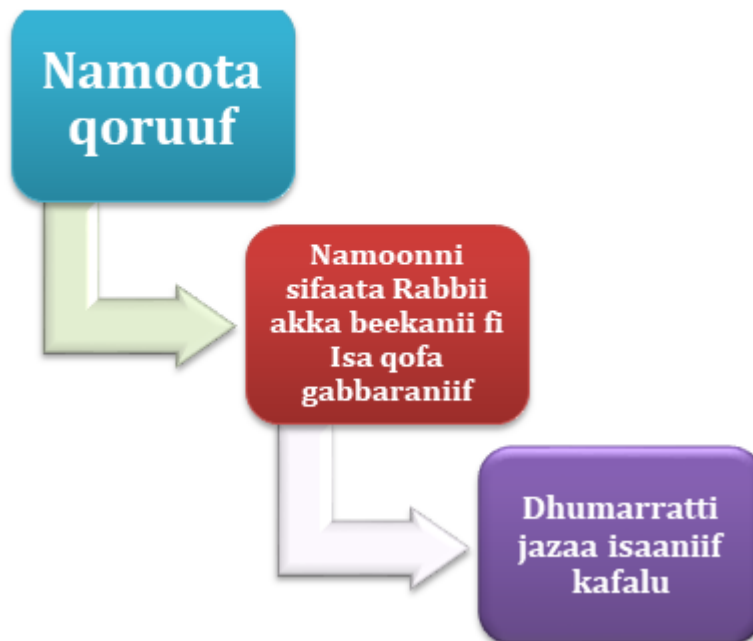 Namoota
qoruuf
Namoonni
sifaata Rabbii
akka beekanii fi
Isa qofa
gabbaraniif
Dhumarratti
jazaa isaaniif
kafalu